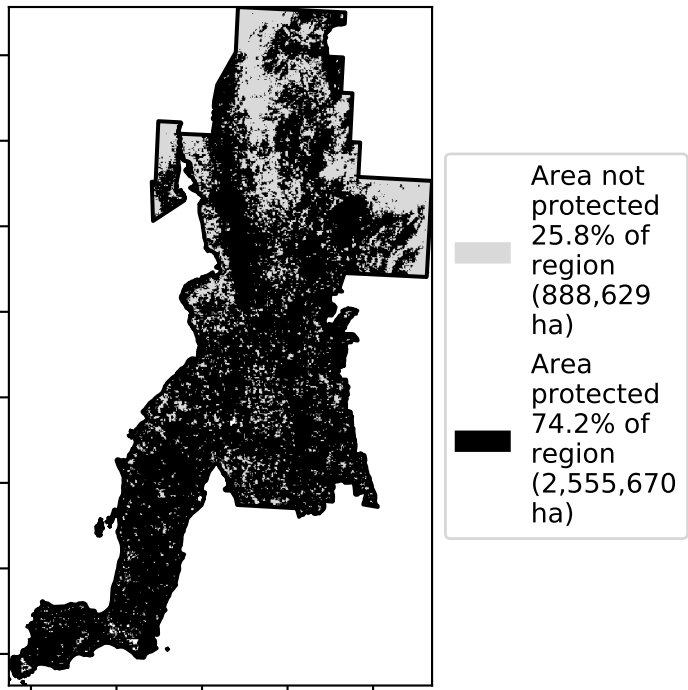 Area not
protected
25.8% of
region
(888,629
ha)
Area
protected
74.2% of
region
(2,555,670
ha)